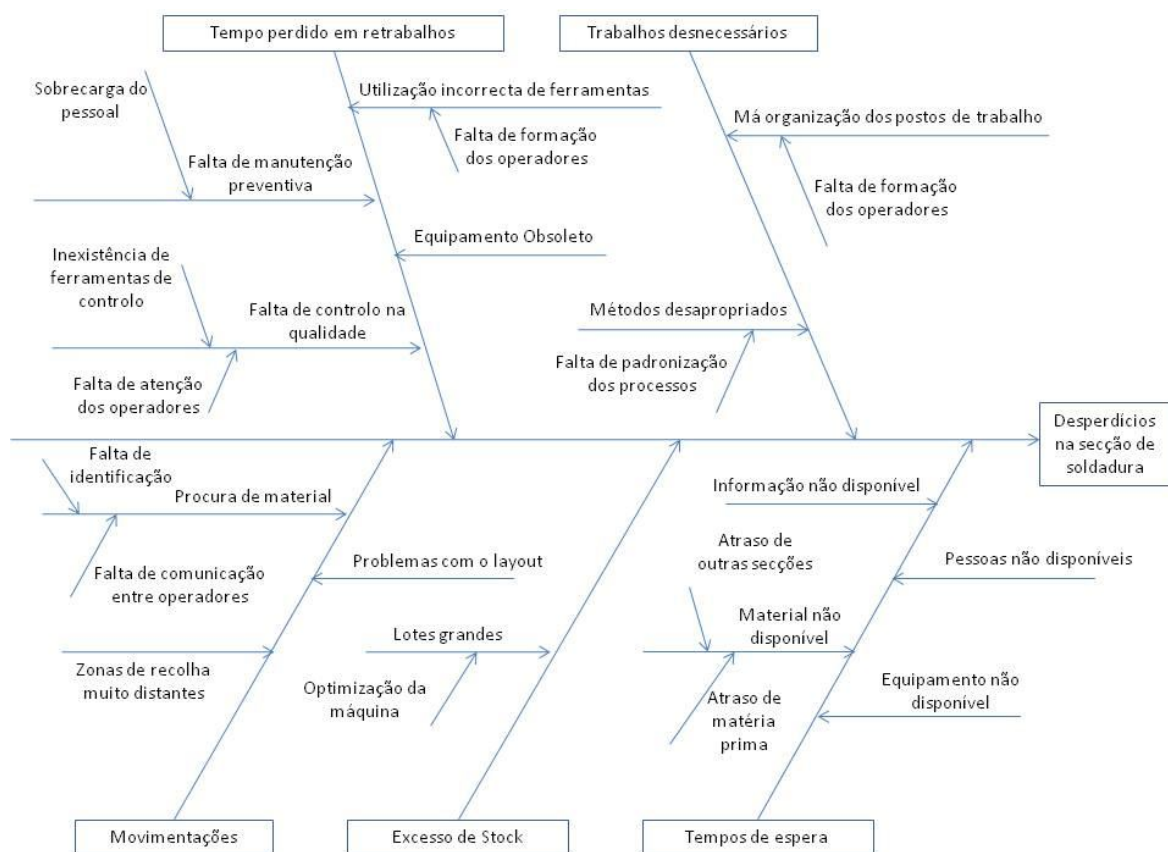 Tempo perdido em retrabalhos
Trabalhos desnecessários
Sobrecarga do
pessoal
Utilização incorrecta de ferramentas
Falta de formação
dos operadores
Má organização dos postos de trabalho
Falta de formação
dos operadores
Falta de manutenção
preventiva
Equipamento Obsoleto
Inexistência de
ferramentas de
controlo
Falta de controlo na
qualidade
Métodos desapropriados
Falta de padronização
dos processos
Falta de atenção
dos operadores
Desperdícios
na secção de
soldadura
Falta de
identificação
Procura de material
Informação não disponível
Falta de comunicação
entre operadores
Problemas com o layout
Atraso de
outras secções
Pessoas não disponíveis
Zonas de recolha
muito distantes
Lotes grandes
Material não
disponível
Optimização da
máquina
Atraso de
matéria
prima
Equipamento não
disponível
Movimentações
Excesso de Stock
Tempos de espera